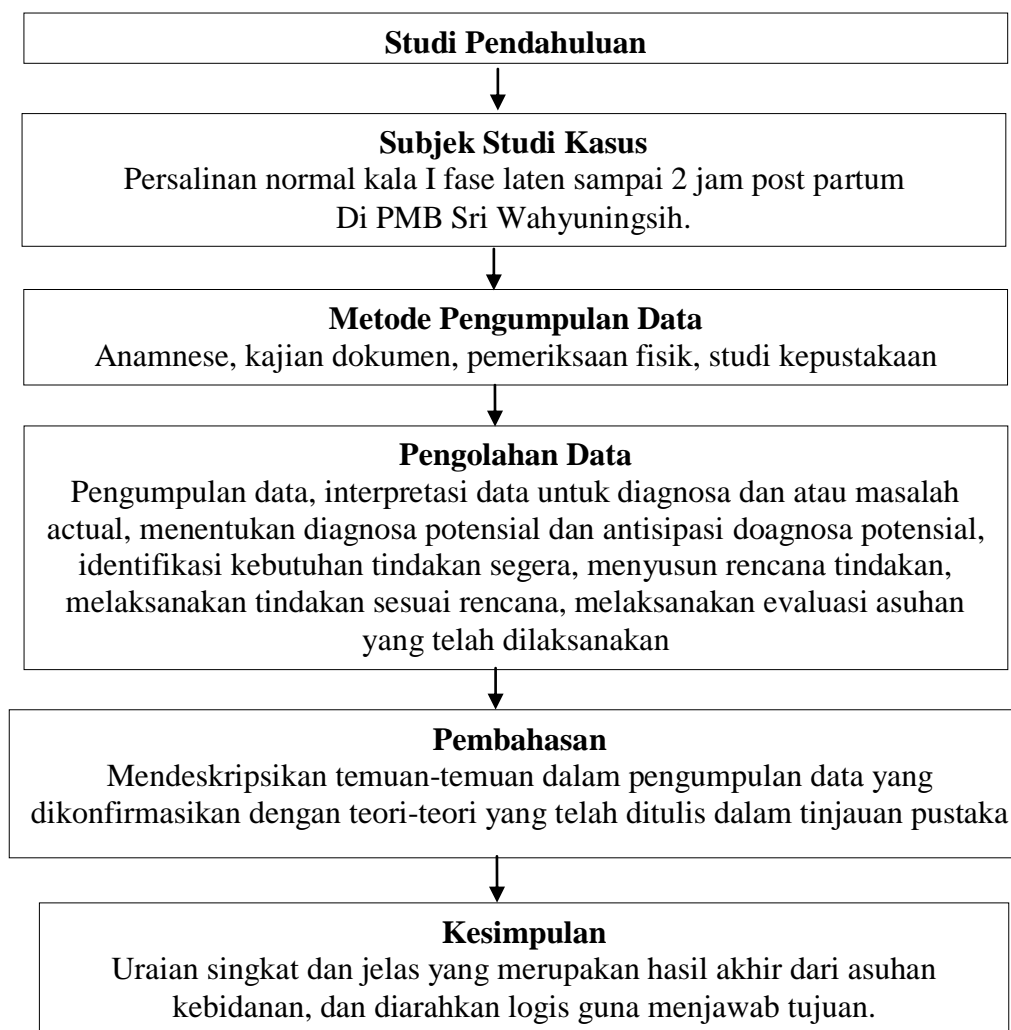 Studi Pendahuluan
Subjek Studi Kasus
Persalinan normal kala I fase laten sampai 2 jam post partum
Di PMB Sri Wahyuningsih.
Metode Pengumpulan Data
Anamnese, kajian dokumen, pemeriksaan fisik, studi kepustakaan
Pengolahan Data
Pengumpulan data, interpretasi data untuk diagnosa dan atau masalah
actual, menentukan diagnosa potensial dan antisipasi doagnosa potensial,
identifikasi kebutuhan tindakan segera, menyusun rencana tindakan,
melaksanakan tindakan sesuai rencana, melaksanakan evaluasi asuhan
yang telah dilaksanakan
Pembahasan
Mendeskripsikan temuan-temuan dalam pengumpulan data yang
dikonfirmasikan dengan teori-teori yang telah ditulis dalam tinjauan pustaka
Kesimpulan
Uraian singkat dan jelas yang merupakan hasil akhir dari asuhan
kebidanan, dan diarahkan logis guna menjawab tujuan.